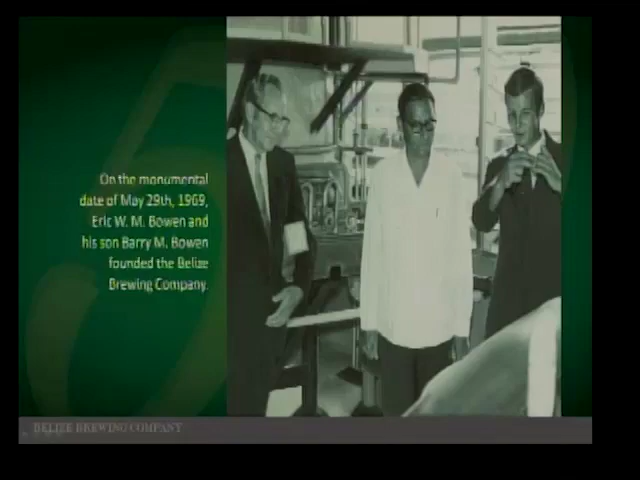 On the monumental
date of May 29th, 1969,
Eric W. M. Bowen and
his son Barry M. Bowen
founded the Belize
Brewing Company.
BELIZE BREWING COMPANY